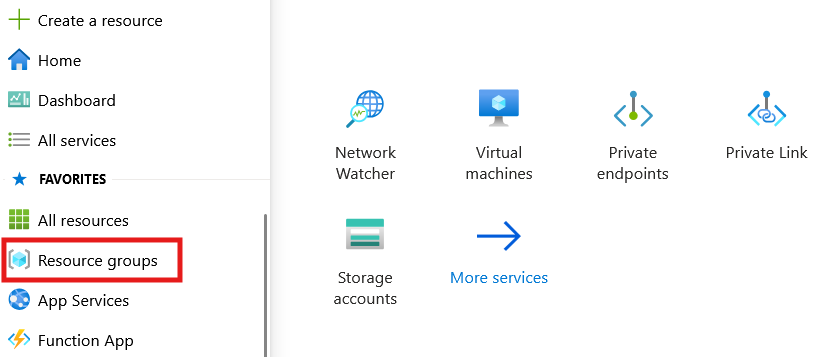 Create a resource
Home
Dashboard
All services
FAVORITES
All resources
Resource groups
App Services
Function App
Network
Watcher
Virtual
machines
Private
endpoints
Private Link
Storage
accounts
More services